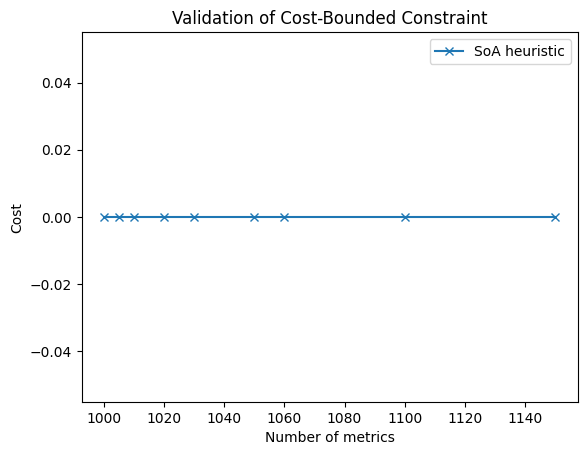 Validation of Cost-Bounded Constraint
SoA heuristic
0.04
0.02
0.00
−0.02
−0.04
Cost
1000 1020 1040 1060 1080 1100 1120 1140
Number of metrics